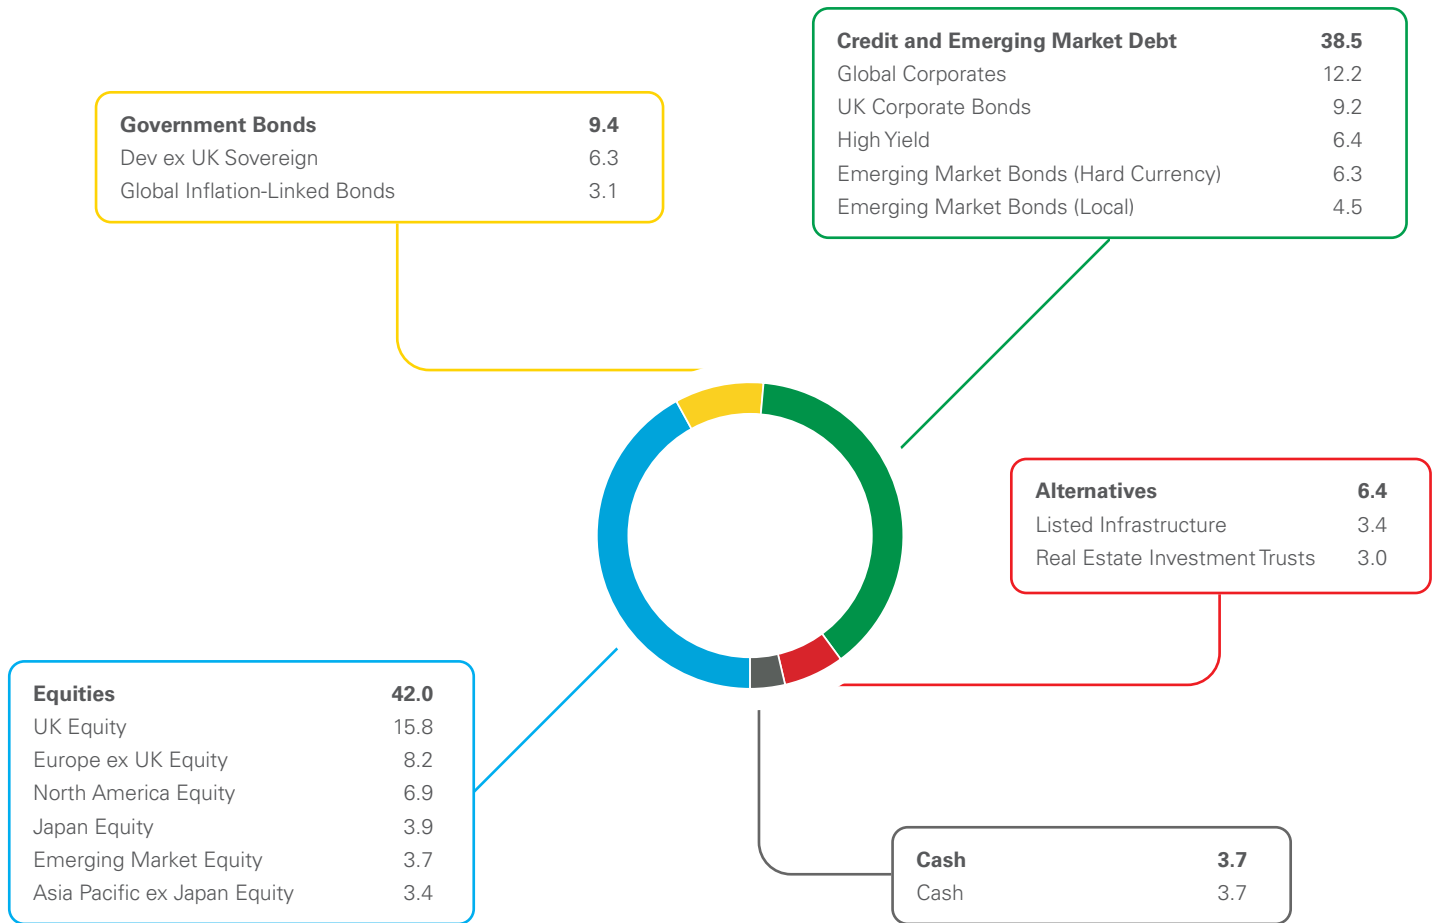 Credit and Emerging Market Debt 38.5
Global Corporates 12.2
UK Corporate Bonds 9.2
High Yield 6.4
Emerging Market Bonds (Hard Currency) 6.3
Emerging Market Bonds (Local) 4.5
Government Bonds 9.4
Dev ex UK Sovereign 6.3
Global Inflation-Linked Bonds 3.1
Alternatives 6.4
Listed Infrastructure 3.4
Real Estate Investment Trusts 3.0
Equities 42.0
UK Equity 15.8
Europe ex UK Equity 8.2
North America Equity 6.9
Japan Equity 3.9
Emerging Market Equity 3.7
Asia Pacific ex Japan Equity 3.4
Cash 3.7
Cash 3.7